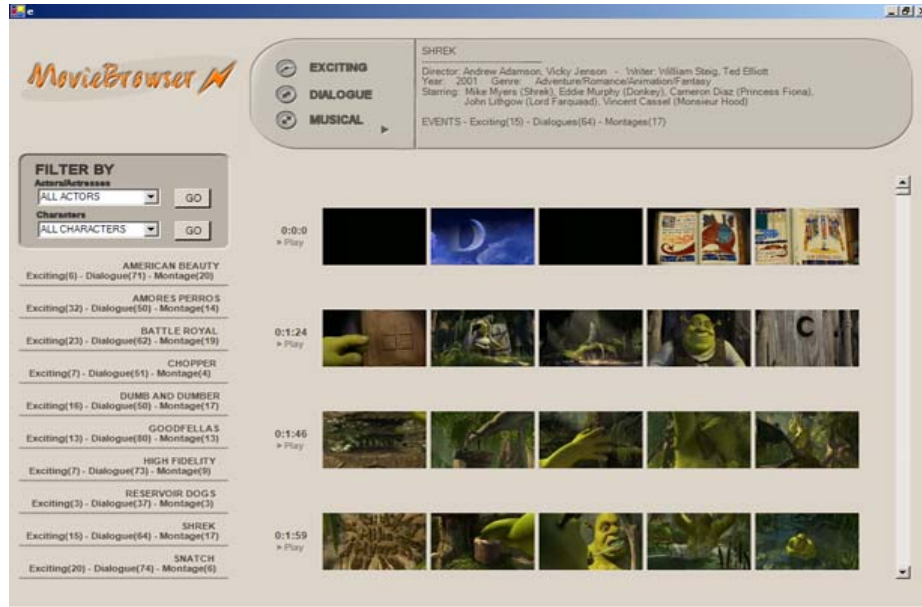 e
MovieBrowser
EXCITING
DIALOGUE
MUSICAL
SHREK
Director: Andrew Adamson, Vicky Jenson - Writer: William Steig, Ted Elliott
Year: 2001 Genre: Adventure/Romance/Animation/Fantasy
Starring: Mike Myers (Shrek), Eddie Murphy (Donkey), Cameron Diaz (Princess Fiona),
John Lithgow (Lord Farquaad), Vincent Cassel (Monsieur Hood)
EVENTS - Exciting(15) - Dialogues(64) - Montages(17)
FILTER BY
Actors/Actresses
ALL ACTORS GO
Characters
ALL CHARACTERS GO
AMERICAN BEAUTY
Exciting(6) - Dialogue(71) - Montage(20)
AMORES PERROS
Exciting(32) - Dialogue(50) - Montage(14)
BATTLE ROYAL
Exciting(23) - Dialogue(62) - Montage(19)
CHOPPER
Exciting(7) - Dialogue(51) - Montage(4)
DUMB AND DUMBER
Exciting(16) - Dialogue(50) - Montage(17)
GOODFELLAS
Exciting(13) - Dialogue(80) - Montage(13)
HIGH FIDELITY
Exciting(7) - Dialogue(73) - Montage(9)
RESERVOIR DOGS
Exciting(3) - Dialogue(37) - Montage(3)
SHREK
Exciting(15) - Dialogue(64) - Montage(17)
SNATCH
Exciting(20) - Dialogue(74) - Montage(6)
0:0:0
Play
D
0:1:24
Play
C
0:1:46
Play
0:1:59
Play